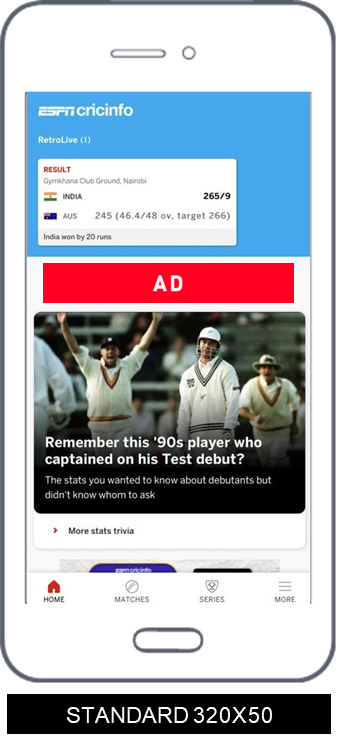 ESPN cricinfo
RetroLive (1)
RESULT
Gymkhana Club Ground, Nairobi
INDIA 265/9
AUS 245 (46.4/48 ov, target 266)
India won by 20 runs
AD
Remember this '90s player who
captained on his Test debut?
The stats you wanted to know about debutants but
didn't know whom to ask
More stats trivia
ESPN cricinfo
HOME MATCHES SERIES MORE
STANDARD 320X50